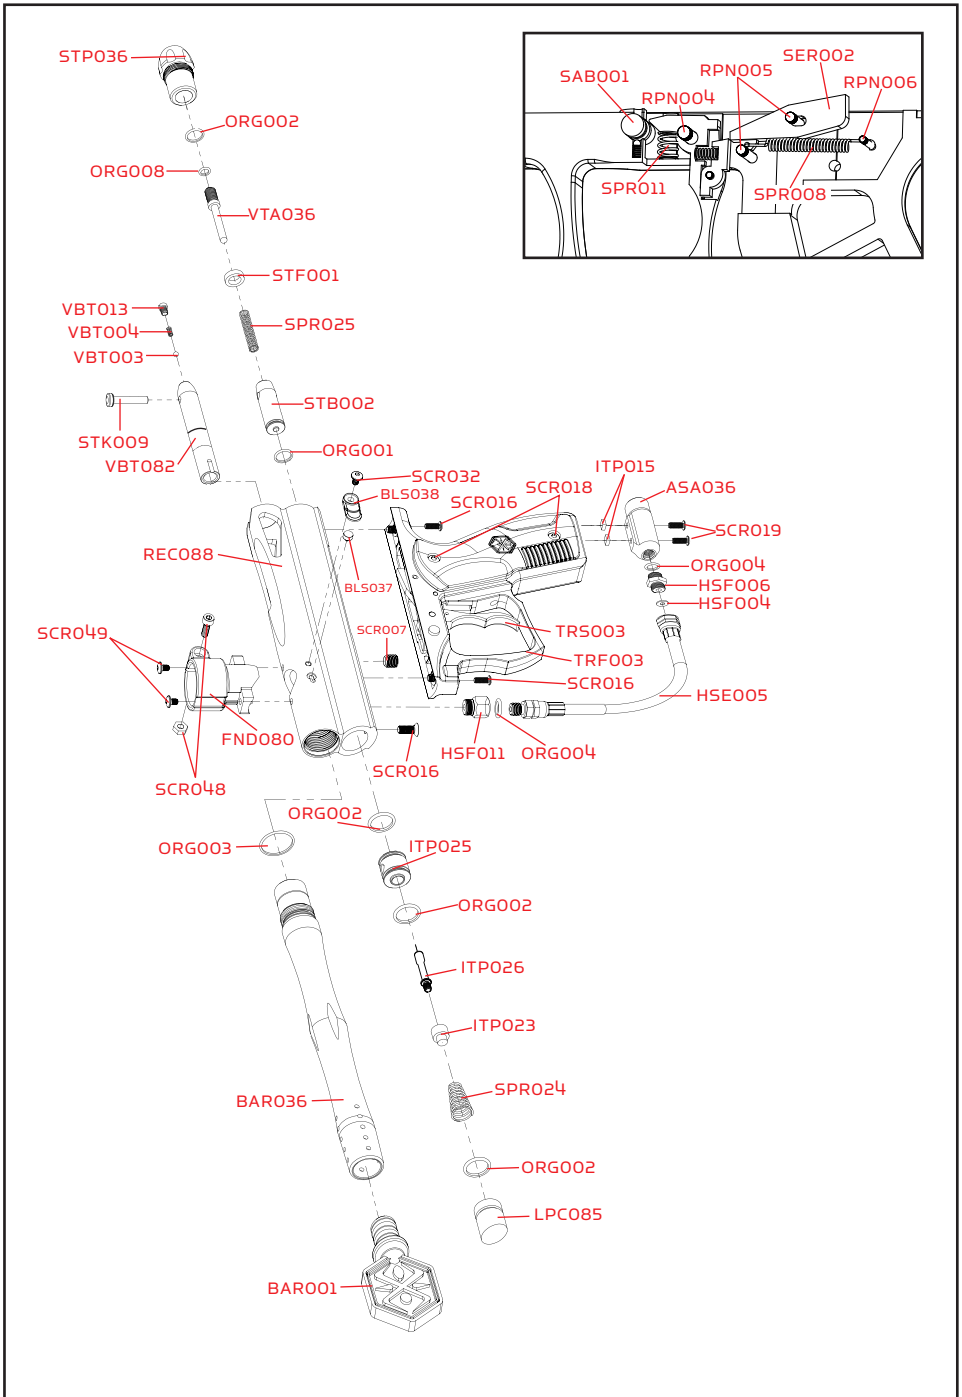 STP036
SER002
RPN005
SAB001
RPN006
RPN004
ORG002
ORG008
SPR011
SPR008
VTA036
STF001
VBT013
SPR025
VBT004
VBT003
STB002
STK009
ORG001
VBT082
ITP015
SCR032
SCR018
ASA036
BLS038
SCR016
SCR019
REC088
ORG004
HSF006
BLS037
HSF004
SCR049
SCR007
TRS003
TRF003
SCR016
HSE005
FND080
HSF011
ORG004
SCR016
SCR048
ORG002
ORG003
ITP025
ORG002
ITP026
ITP023
SPR024
BAR036
ORG002
LPC085
BAR001